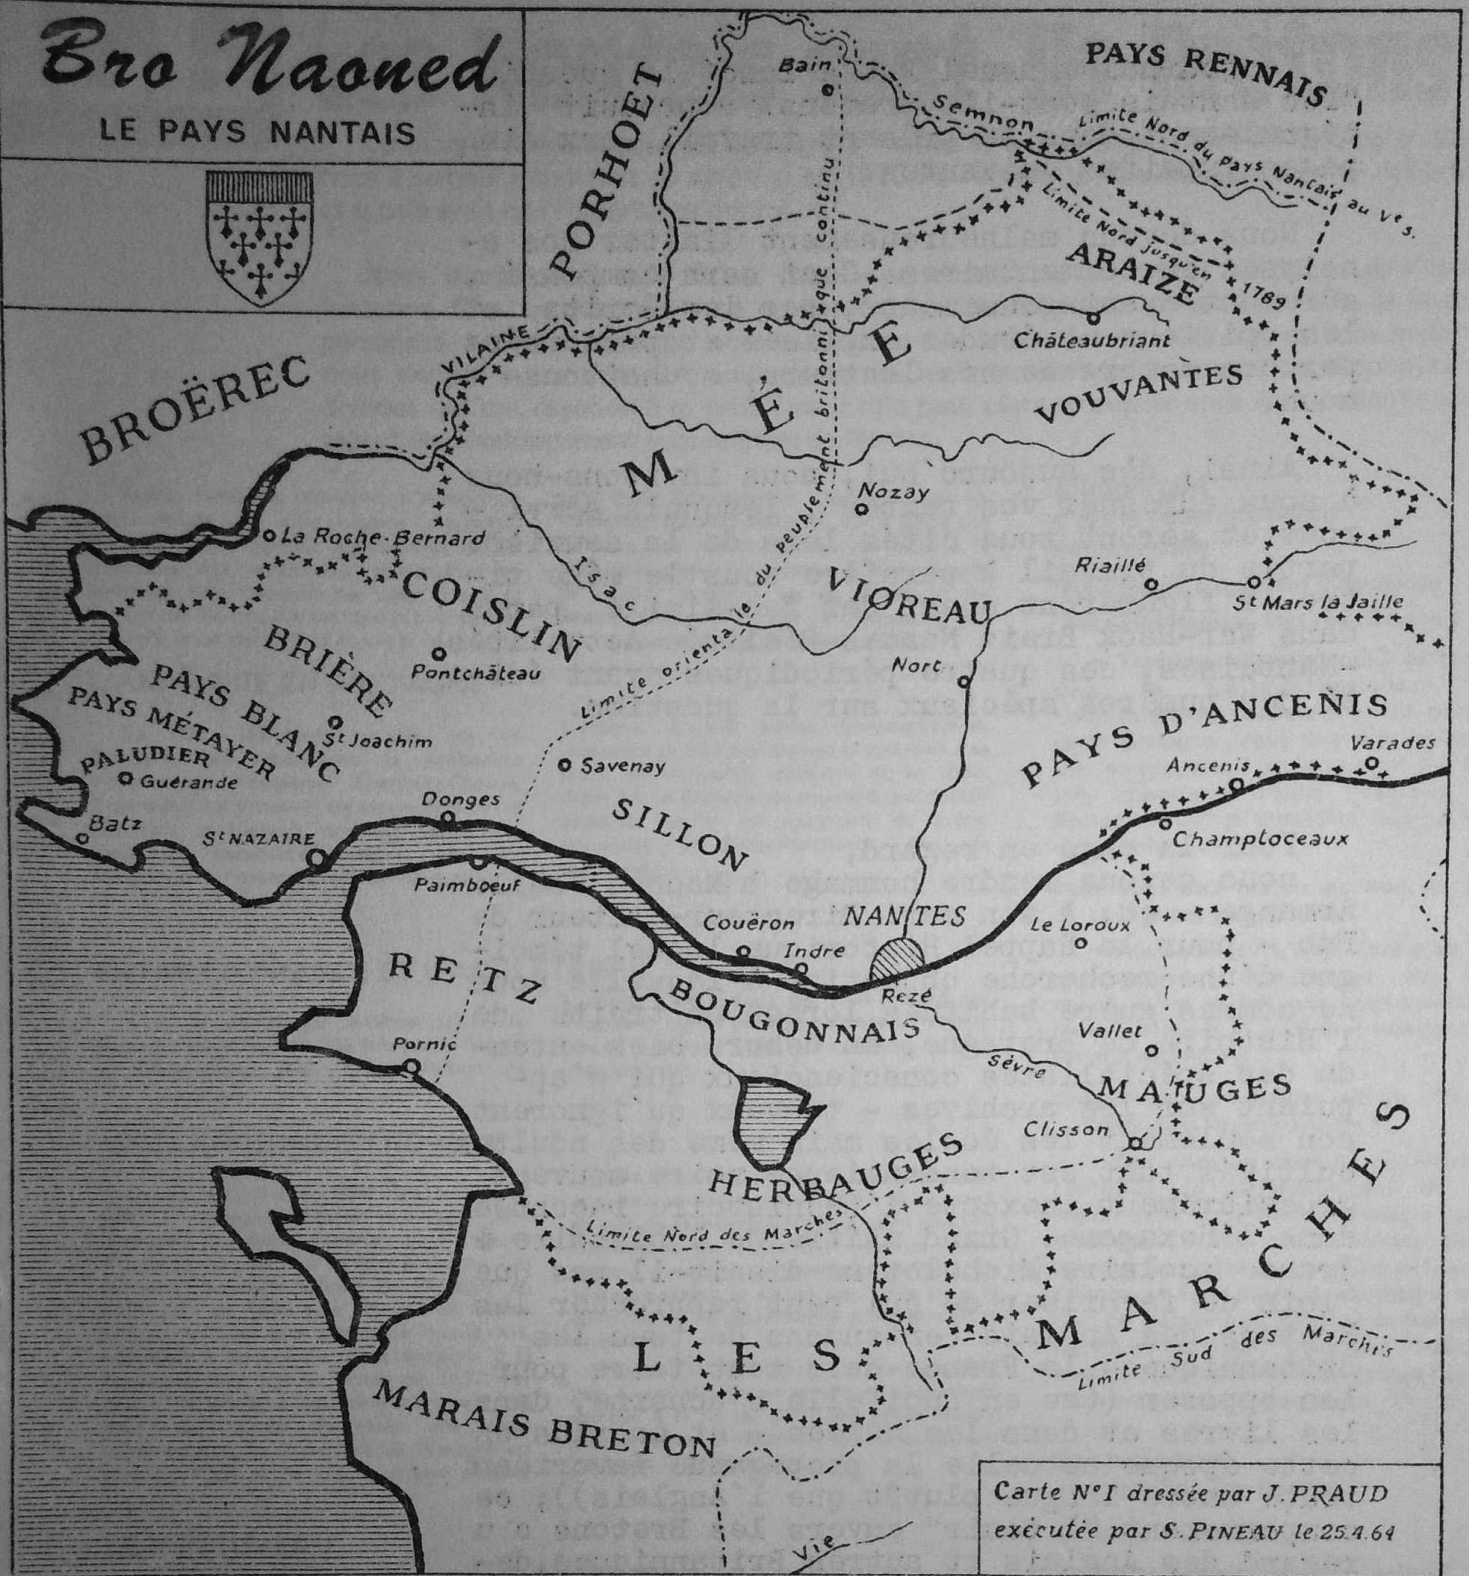 Bro Naoned
LE PAYS NANTAIS
PAYS RENNAIS
Bain
PORHOET
Semnon
Limite Nord du pays Nantais au Ve s.
Limite Nord jusqu'en 1789
ARAIZE
Châteaubriant
VILAINE
BROËREC
MÉE
VOUVANTES
Limite orientale du peuplement britonnique continu
Nozay
La Roche-Bernard
COISLIN
Isac
VIOREAU
Riaillé
St Mars la Jaille
BRIÈRE
Pontchâteau
Nort
PAYS BLANC
PAYS MÉTAYER
St Joachim
PALUDIER
Guérande
PAYS D'ANCENIS
Varades
Ancenis
Savenay
Donges
SILLON
Batz
St NAZAIRE
Champtoceaux
Paimboeuf
Couëron
NANTES
Le Loroux
Indre
RETZ
BOUGONNAIS
Rezé
Vallet
Pornic
Sèvre
MAUGES
Clisson
HERBAUGES
Limite Nord des Marches
LES MARCHES
Limite Sud des Marches
MARAIS BRETON
Vie
Carte N°I dressée par J. PRAUD
exécutée par S. PINEAU le 25.4.64